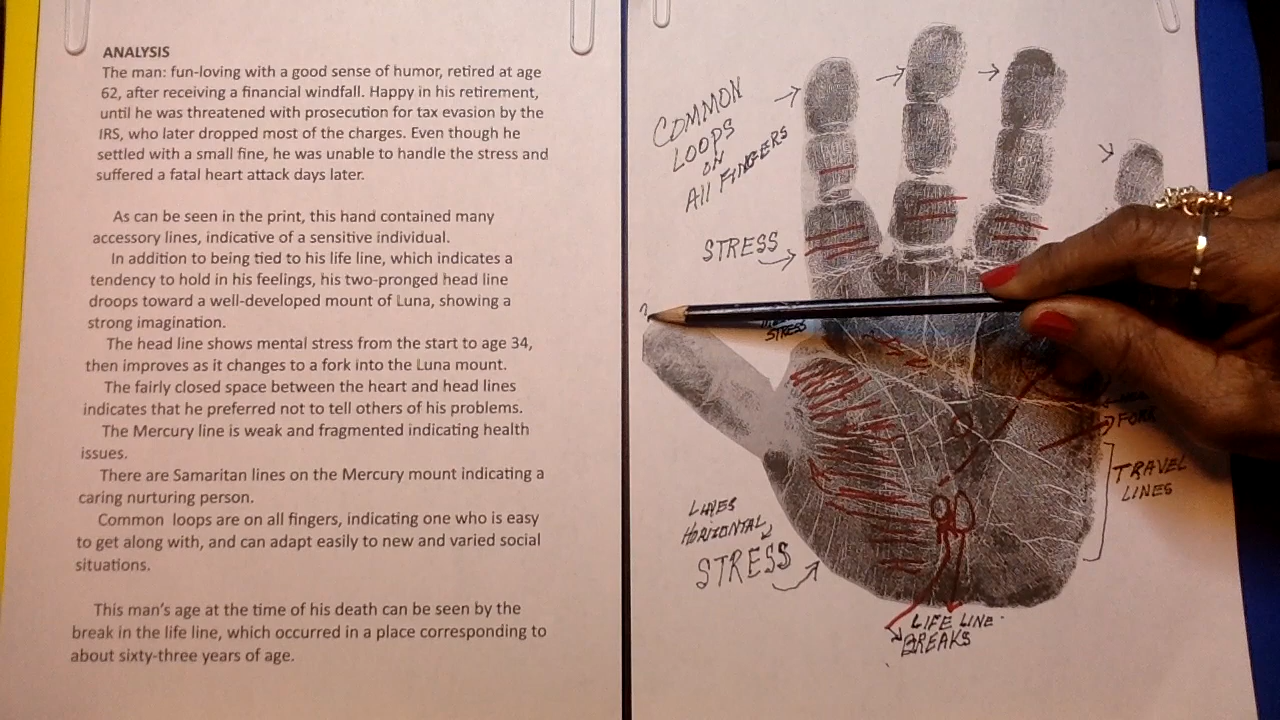 ANALYSIS
The man: fun-loving with a good sense of humor, retired at age
62, after receiving a financial windfall. Happy in his retirement,
until he was threatened with prosecution for tax evasion by the
IRS, who later dropped most of the charges. Even though he
settled with a small fine, he was unable to handle the stress and
suffered a fatal heart attack days later.
As can be seen in the print, this hand contained many
accessory lines, indicative of a sensitive individual.
In addition to being tied to his life line, which indicates a
tendency to hold in his feelings, his two-pronged head line
droops toward a well-developed mount of Luna, showing a
strong imagination.
The head line shows mental stress from the start to age 34,
then improves as it changes to a fork into the Luna mount.
The fairly closed space between the heart and head lines
indicates that he preferred not to tell others of his problems.
The Mercury line is weak and fragmented indicating health
issues.
There are Samaritan lines on the Mercury mount indicating a
caring nurturing person.
Common loops are on all fingers, indicating one who is easy
to get along with, and can adapt easily to new and varied social
situations.
This man's age at the time of his death can be seen by the
break in the life line, which occurred in a place corresponding to
about sixty-three years of age.
COMMON
LOOPS
ON
All FINGERS
STRESS
STRESS
FORK
TRAVEL
LINES
LINES
HORIZONTAL
STRESS
LIFE LINE
BREAKS